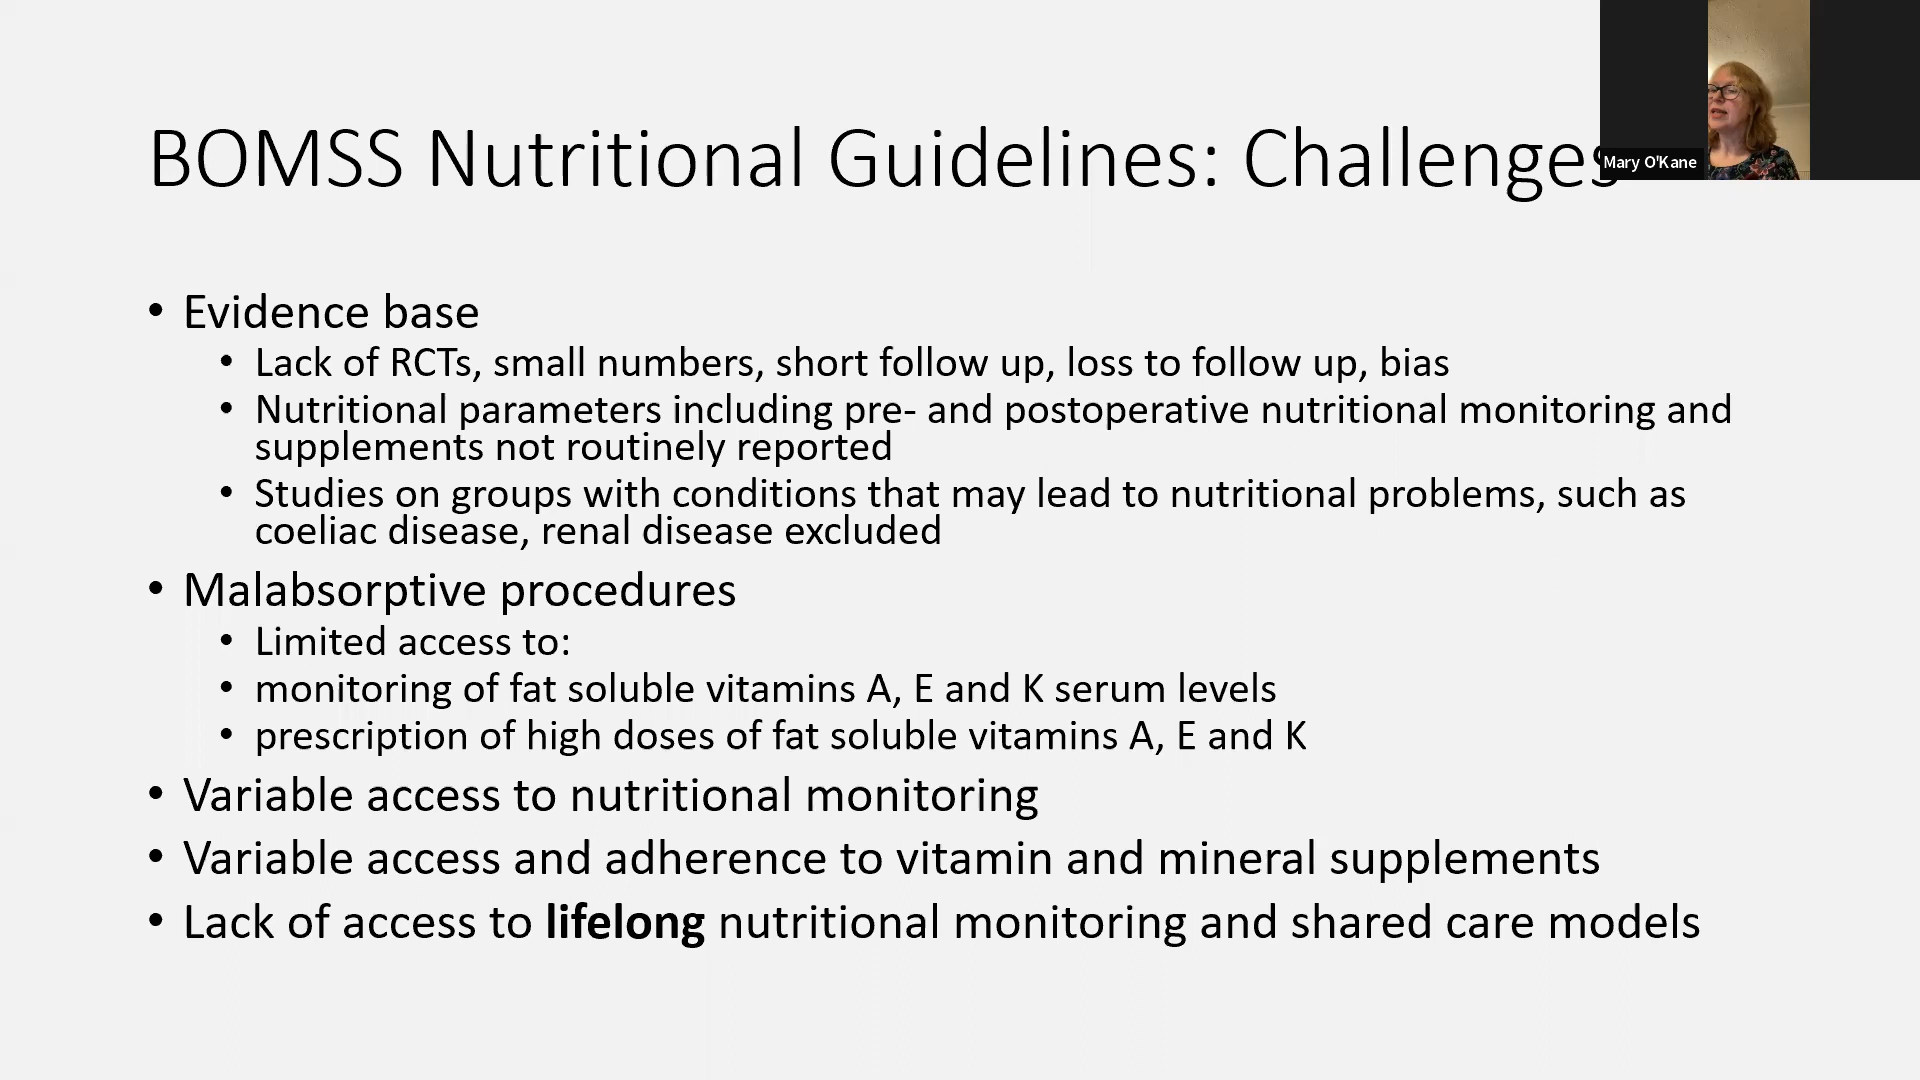 BOMSS Nutritional Guidelines: Challenges
Mary O'Kane
• Evidence base
• Lack of RCTs, small numbers, short follow up, loss to follow up, bias
• Nutritional parameters including pre- and postoperative nutritional monitoring and
supplements not routinely reported
• Studies on groups with conditions that may lead to nutritional problems, such as
coeliac disease, renal disease excluded
• Malabsorptive procedures
• Limited access to:
• monitoring of fat soluble vitamins A, E and K serum levels
• prescription of high doses of fat soluble vitamins A, E and K
• Variable access to nutritional monitoring
• Variable access and adherence to vitamin and mineral supplements
• Lack of access to lifelong nutritional monitoring and shared care models